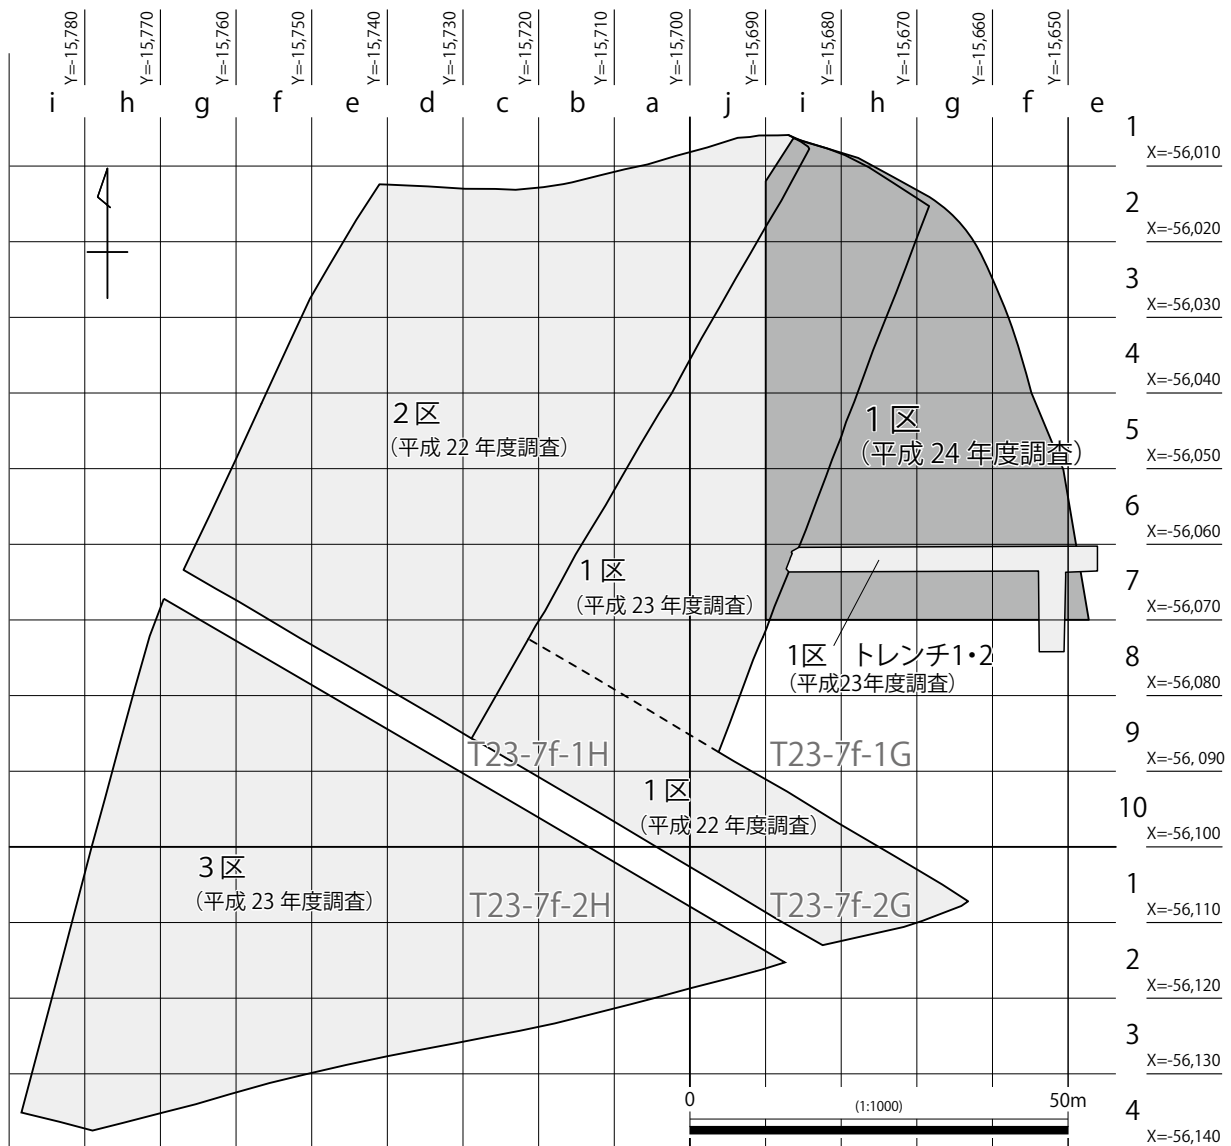 Y=-15,780
Y=-15,770
Y=-15,760
Y=-15,750
Y=-15,740
Y=-15,730
Y=-15,720
Y=-15,710
Y=-15,700
Y=-15,690
Y=-15,680
Y=-15,670
Y=-15,660
Y=-15,650
i h g f e d c b a j i h g f e
1
X=-56,010
2
X=-56,020
3
X=-56,030
4
X=-56,040
5
X=-56,050
6
X=-56,060
7
X=-56,070
8
X=-56,080
9
X=-56, 090
10
X=-56,100
1
X=-56,110
2
X=-56,120
3
X=-56,130
4
X=-56,140
2区
(平成 22 年度調査)
1 区
(平成 24 年度調査)
1区
(平成 23 年度調査)
1区 トレンチ1・2
(平成23年度調査)
T23-7f-1H
T23-7f-1G
1区
(平成 22 年度調査)
3区
(平成 23 年度調査)
T23-7f-2H
T23-7f-2G
0
(1:1000)
50m